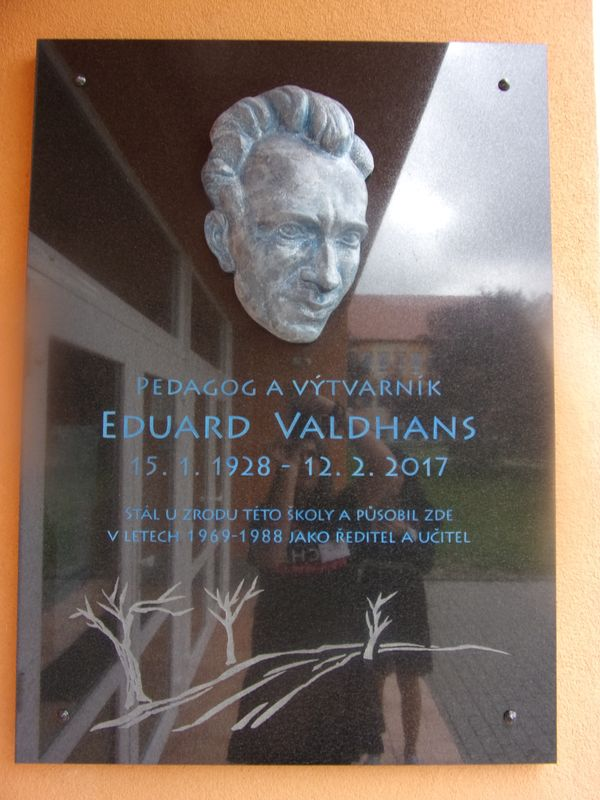 PEDAGOG A VÝTVARNÍK
EDUARD VALDHANS
15. 1. 1928 - 12. 2. 2017
STÁL U ZRODU TÉTO ŠKOLY A PŮSOBIL ZDE
V LETECH 1969-1988 JAKO ŘEDITEL A UČITEL